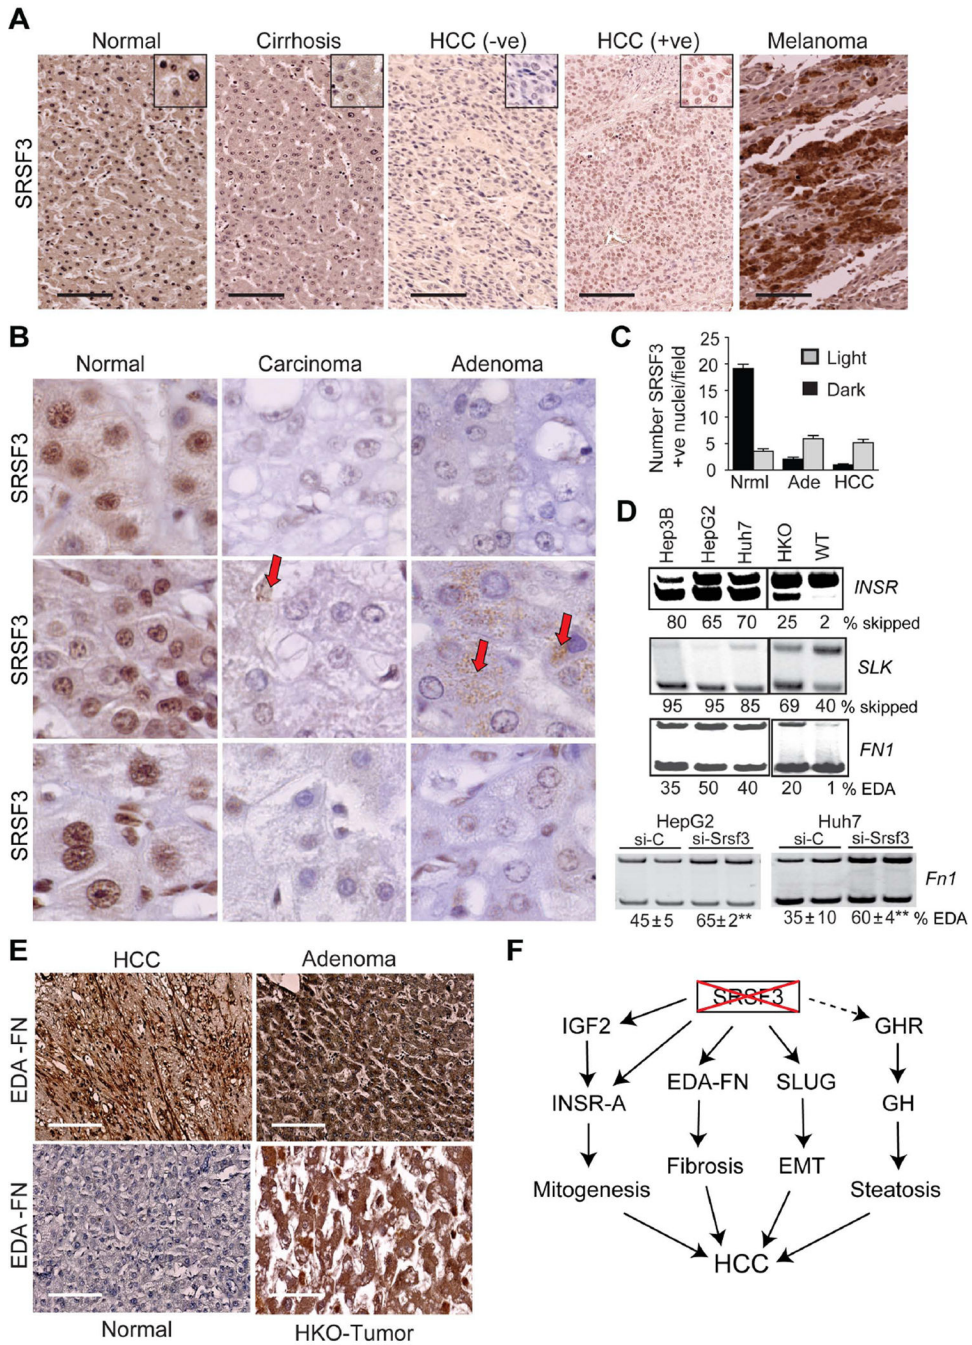 A
Normal Cirrhosis HCC (-ve) HCC (+ve) Melanoma
SRSF3
B
Normal Carcinoma Adenoma
SRSF3
SRSF3
SRSF3
C
Number SRSF3
+ve nuclei/field
25
20
15
10
5
0
Light
Dark
Nrml Ade HCC
D
Hep3B HepG2 Huh7 HKO WT
INSR
80 65 70 25 2 % skipped
SLK
95 95 85 69 40 % skipped
FN1
35 50 40 20 1 % EDA
HepG2 Huh7
si-C si-Srsf3 si-C si-Srsf3
Fn1
45±5 65±2** 35±10 60±4** % EDA
E
HCC Adenoma
EDA-FN
EDA-FN
Normal HKO-Tumor
F
SRSF3
IGF2 GHR
EDA-FN SLUG
INSR-A GH
Fibrosis EMT
Mitogenesis Steatosis
HCC